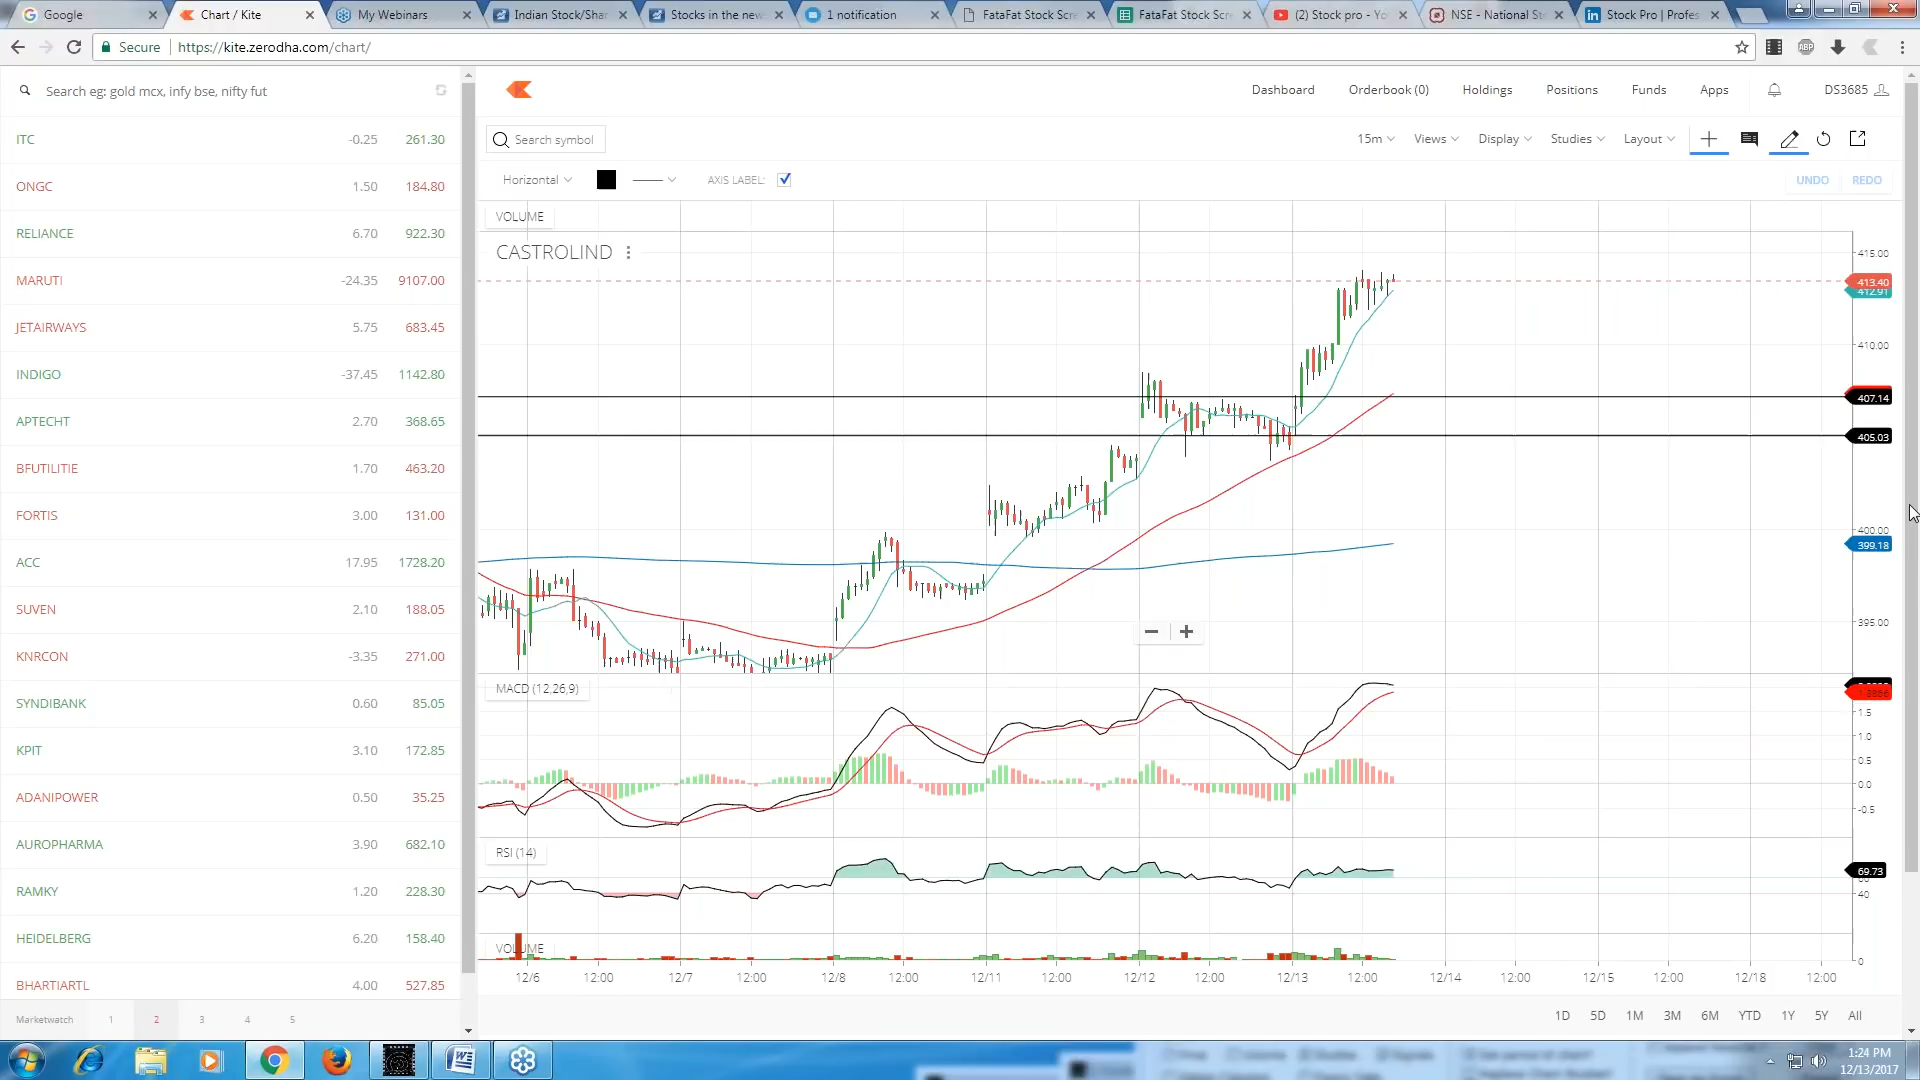 Google
Chart / Kite
My Webinars
Indian Stock/Shar
Stocks in the new
1 notification
FataFat Stock Scre
FataFat Stock Scre
(2) Stock pro - Yo
NSE - National St
Stock Pro | Profes
Secure
https://kite.zerodha.com/chart/
Search eg: gold mcx, infy bse, nifty fut
Dashboard
Orderbook (0)
Holdings
Positions
Funds
Apps
DS3685
Search symbol
15m
Views
Display
Studies
Layout
Horizontal
AXIS LABEL:
UNDO
REDO
ITC -0.25 261.30
ONGC 1.50 184.80
RELIANCE 6.70 922.30
MARUTI -24.35 9107.00
JETAIRWAYS 5.75 683.45
INDIGO -37.45 1142.80
APTECHT 2.70 368.65
BFUTILITIE 1.70 463.20
FORTIS 3.00 131.00
ACC 17.95 1728.20
SUVEN 2.10 188.05
KNRCON -3.35 271.00
SYNDIBANK 0.60 85.05
KPIT 3.10 172.85
ADANIPOWER 0.50 35.25
AUROPHARMA 3.90 682.10
RAMKY 1.20 228.30
HEIDELBERG 6.20 158.40
BHARTIARTL 4.00 527.85
Marketwatch 1 2 3 4 5
VOLUME
CASTROLIND
415.00
413.40
412.91
410.00
407.14
405.03
400.00
399.18
395.00
MACD (12,26,9)
1.5
1.0
0.5
0.0
-0.5
RSI (14)
69.73
40
VOLUME
0
12/6 12:00 12/7 12:00 12/8 12:00 12/11 12:00 12/12 12:00 12/13 12:00 12/14 12:00 12/15 12:00 12/18 12:00
1D 5D 1M 3M 6M YTD 1Y 5Y All
1:24 PM
12/13/2017